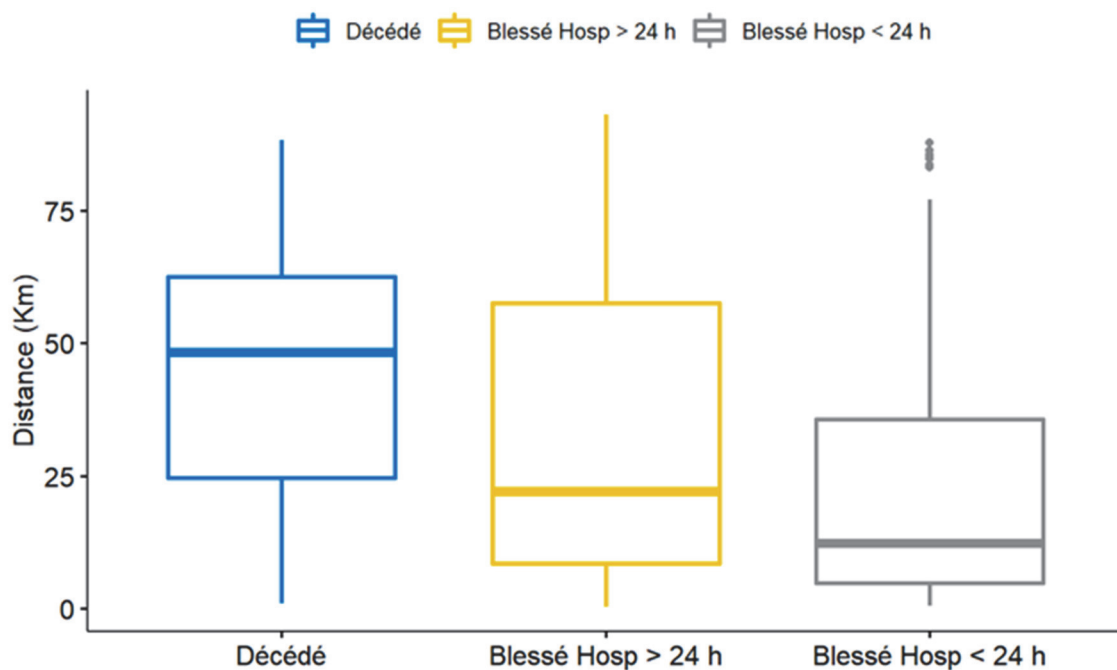 Décédé Blessé Hosp > 24 h Blessé Hosp < 24 h
Distance (Km)
75
50
25
0
Décédé Blessé Hosp > 24 h Blessé Hosp < 24 h